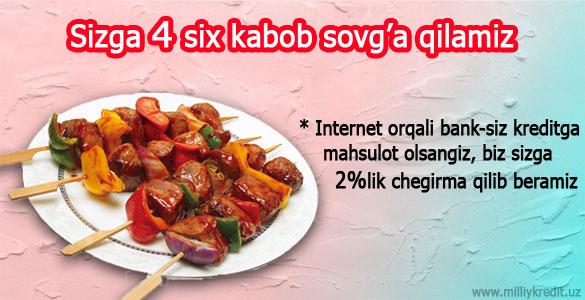 Sizga 4 six kabob sovg’a qilamiz
* Internet orqali bank-siz kreditga
mahsulot olsangiz, biz sizga
2%lik chegirma qilib beramiz
www.milliykredit.uz